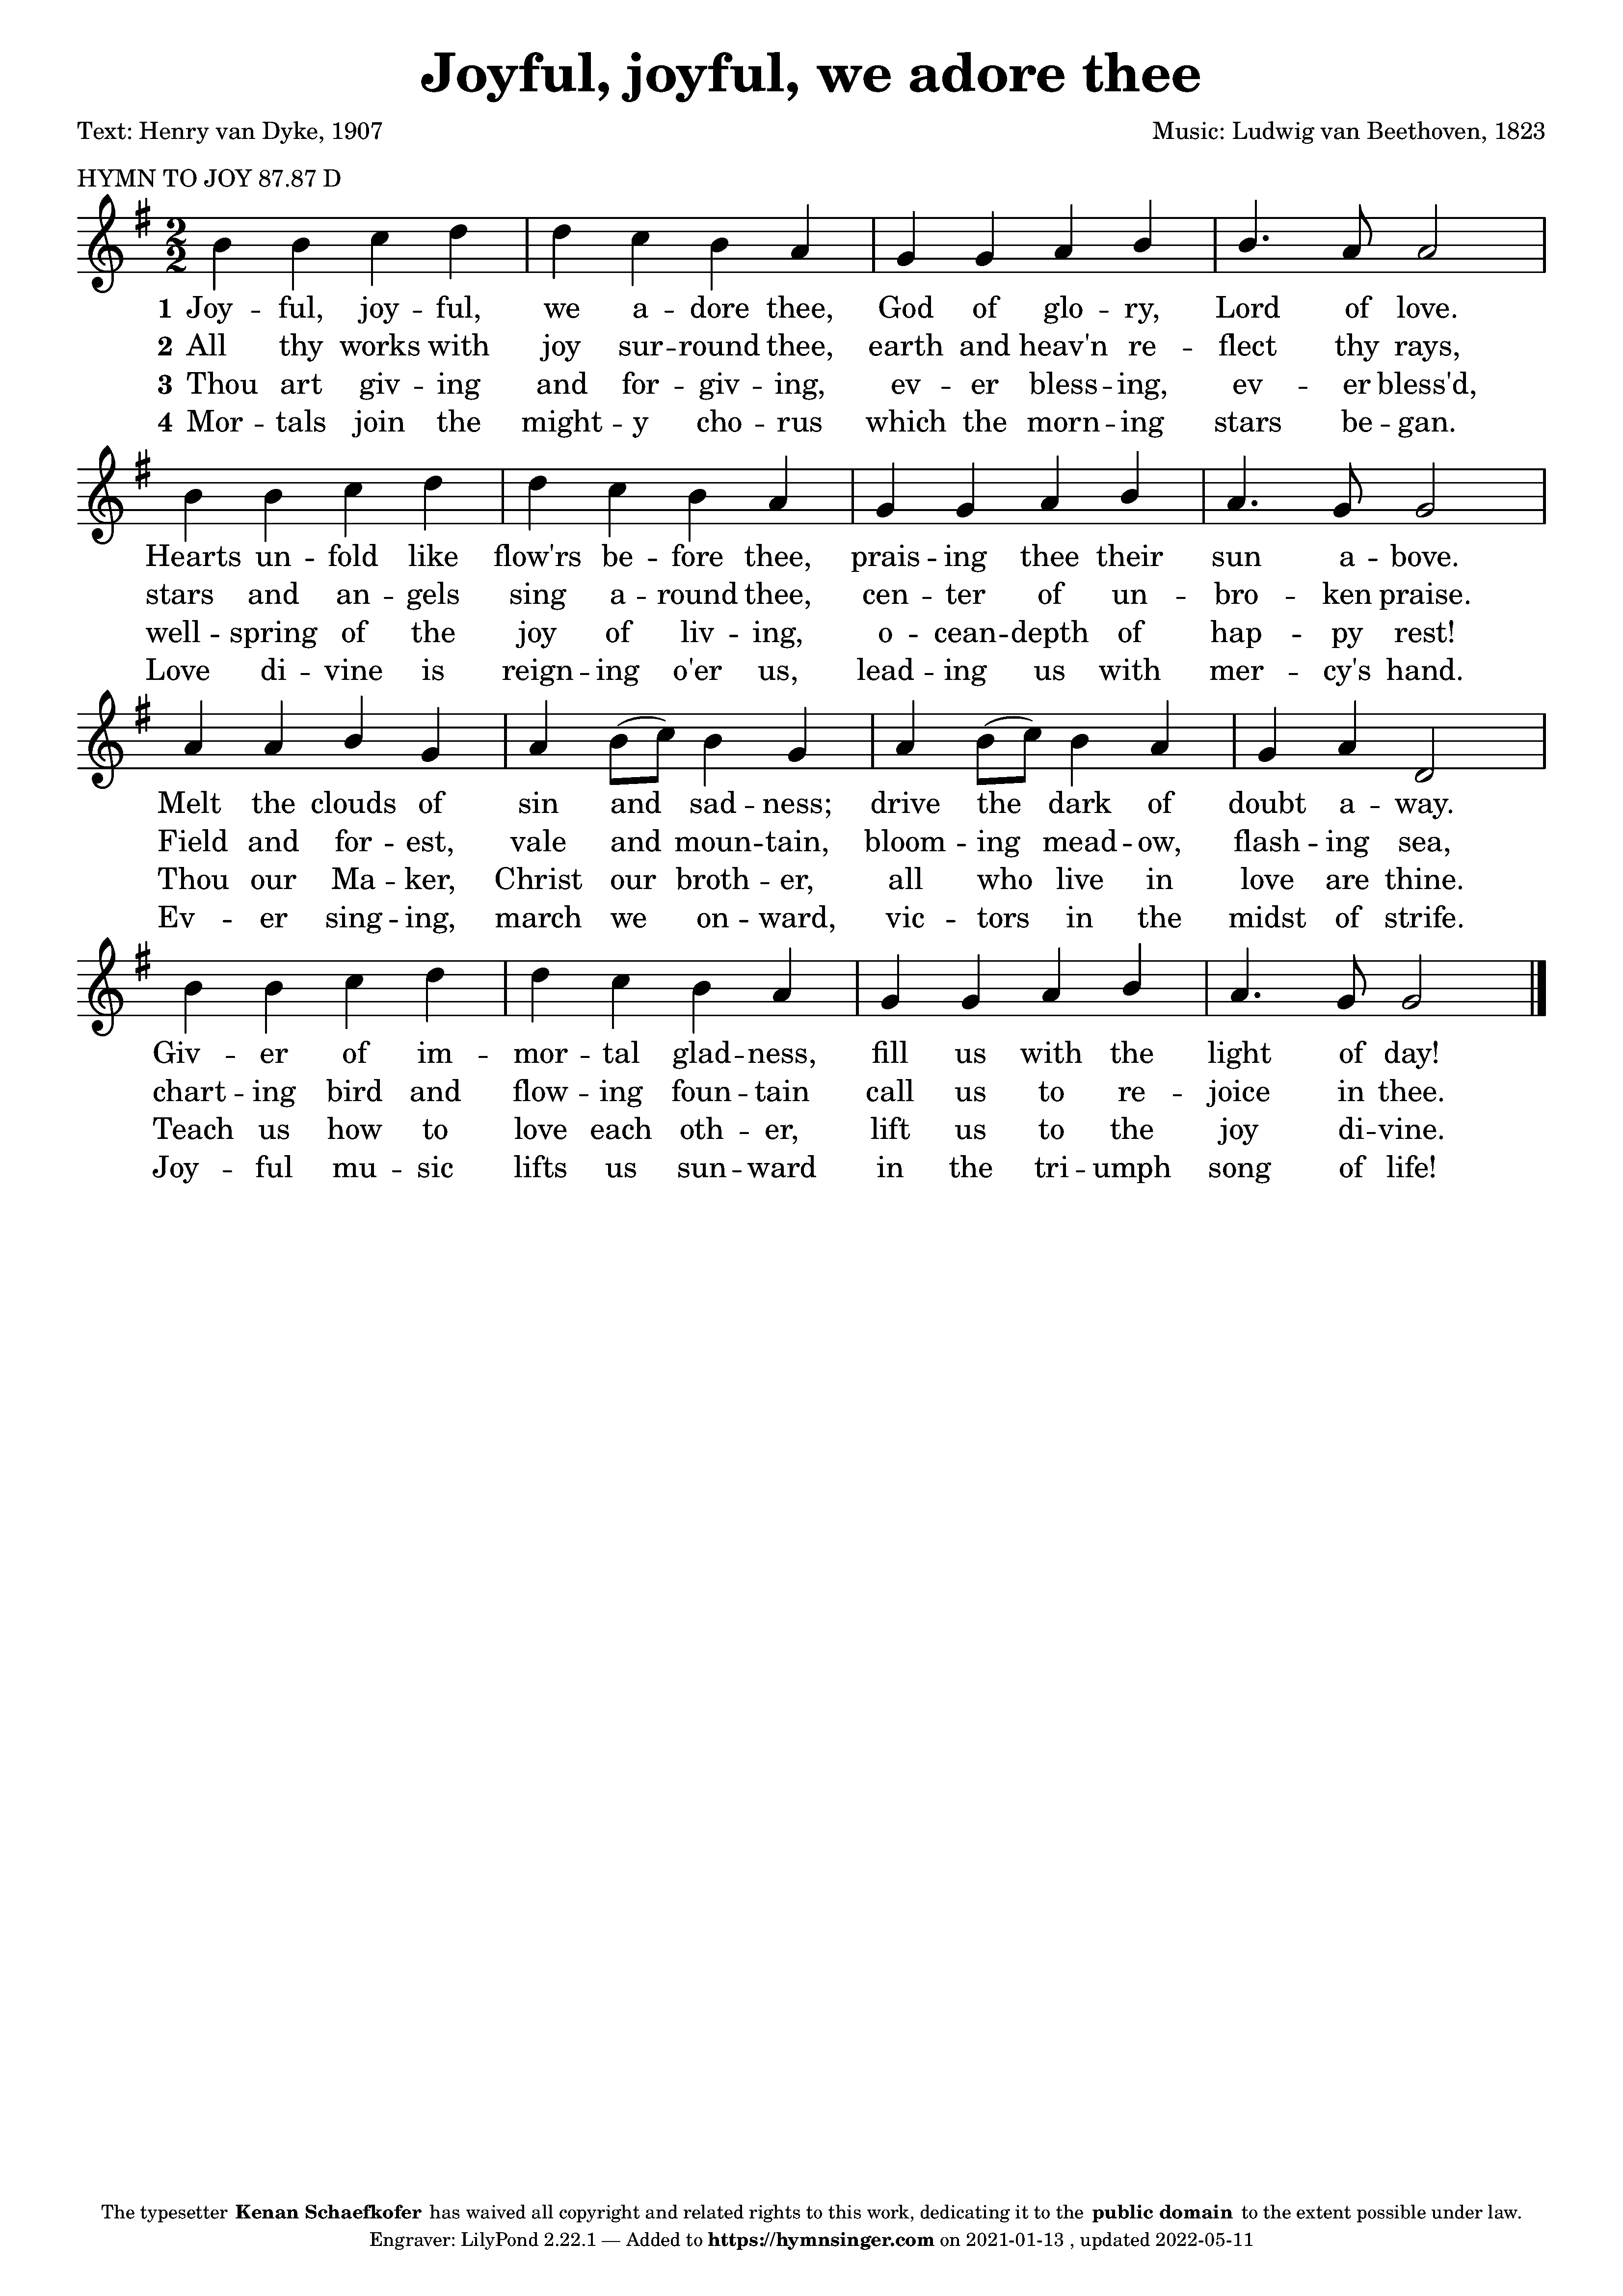 Joyful, joyful, we adore thee
Text: Henry van Dyke, 1907
Music: Ludwig van Beethoven, 1823
HYMN TO JOY 87.87 D
1 Joy -- ful, joy -- ful, we a -- dore thee, God of glo -- ry, Lord of love.
2 All thy works with joy sur -- round thee, earth and heav'n re -- flect thy rays,
3 Thou art giv -- ing and for -- giv -- ing, ev -- er bless -- ing, ev -- er bless'd,
4 Mor -- tals join the might -- y cho -- rus which the morn -- ing stars be -- gan.
Hearts un -- fold like flow'rs be -- fore thee, prais -- ing thee their sun a -- bove.
stars and an -- gels sing a -- round thee, cen -- ter of un -- bro -- ken praise.
well -- spring of the joy of liv -- ing, o -- cean -- depth of hap -- py rest!
Love di -- vine is reign -- ing o'er us, lead -- ing us with mer -- cy's hand.
Melt the clouds of sin and sad -- ness; drive the dark of doubt a -- way.
Field and for -- est, vale and moun -- tain, bloom -- ing mead -- ow, flash -- ing sea,
Thou our Ma -- ker, Christ our broth -- er, all who live in love are thine.
Ev -- er sing -- ing, march we on -- ward, vic -- tors in the midst of strife.
Giv -- er of im -- mor -- tal glad -- ness, fill us with the light of day!
chart -- ing bird and flow -- ing foun -- tain call us to re -- joice in thee.
Teach us how to love each oth -- er, lift us to the joy di -- vine.
Joy -- ful mu -- sic lifts us sun -- ward in the tri -- umph song of life!
The typesetter Kenan Schaefkofer has waived all copyright and related rights to this work, dedicating it to the public domain to the extent possible under law.
Engraver: LilyPond 2.22.1 — Added to https://hymnsinger.com on 2021-01-13 , updated 2022-05-11